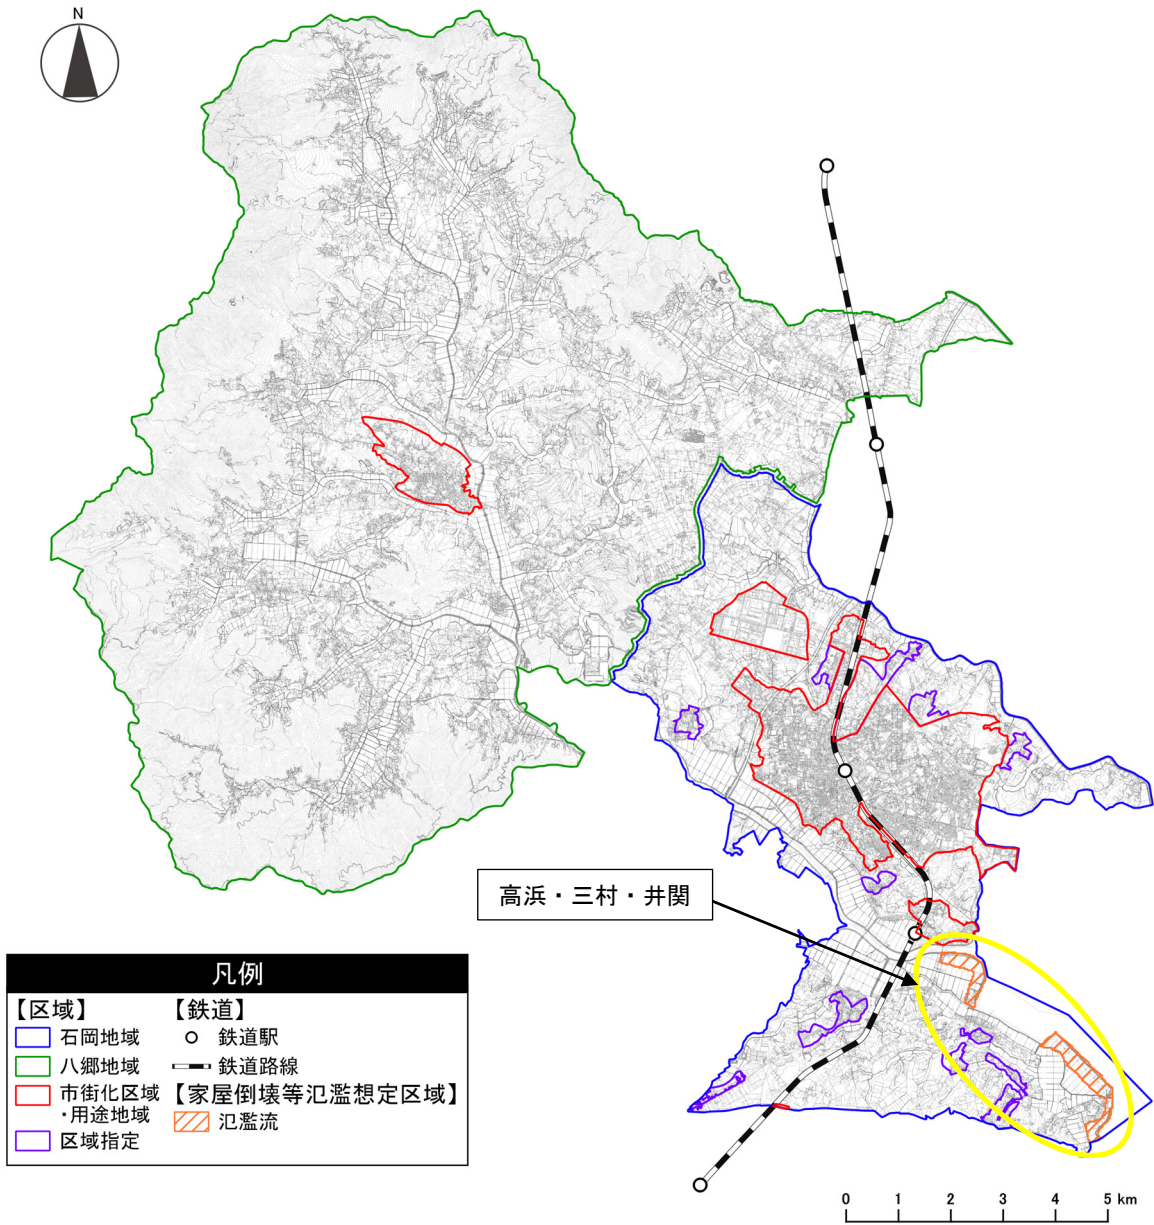 N
高浜・三村・井関
凡例
【区域】
石岡地域
八郷地域
市街化区域
・用途地域
区域指定
【鉄道】
鉄道駅
鉄道路線
【家屋倒壊等氾濫想定区域】
氾濫流
0 1 2 3 4 5 km